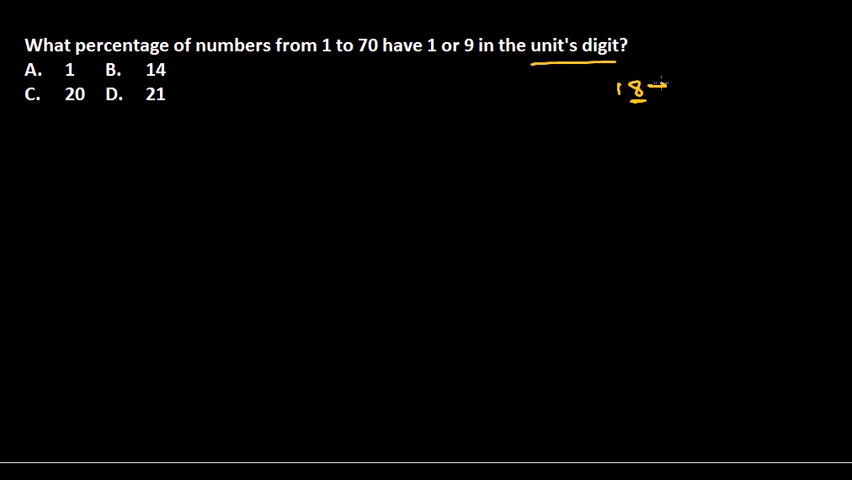 What percentage of numbers from 1 to 70 have 1 or 9 in the unit's digit?
A. 1 B. 14
C. 20 D. 21
18→